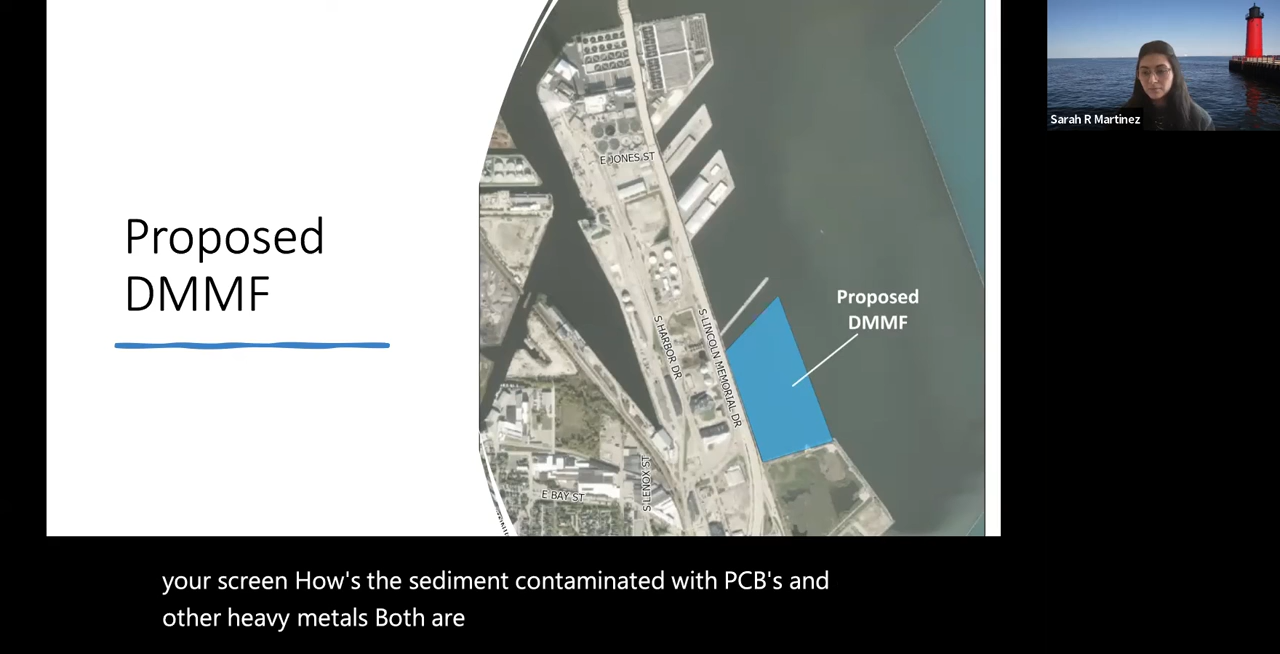 Proposed
DMMF
E JONES ST
S HARBOR DR
S LINCOLN MEMORIAL DR
Proposed
DMMF
S LENOX ST
E BAY ST
Sarah R Martinez
your screen How's the sediment contaminated with PCB's and
other heavy metals Both are